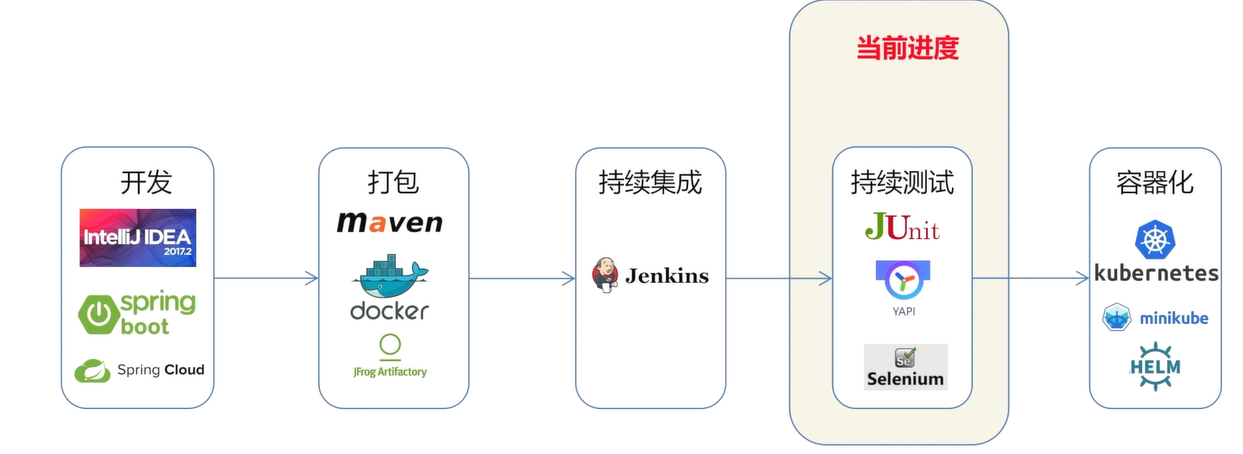 当前进度
开发
IntelliJ IDEA
2017.2
spring
boot
Spring Cloud
打包
maven
docker
JFrog Artifactory
持续集成
Jenkins
持续测试
JUnit
YAPI
Se
Selenium
容器化
kubernetes
minikube
HELM